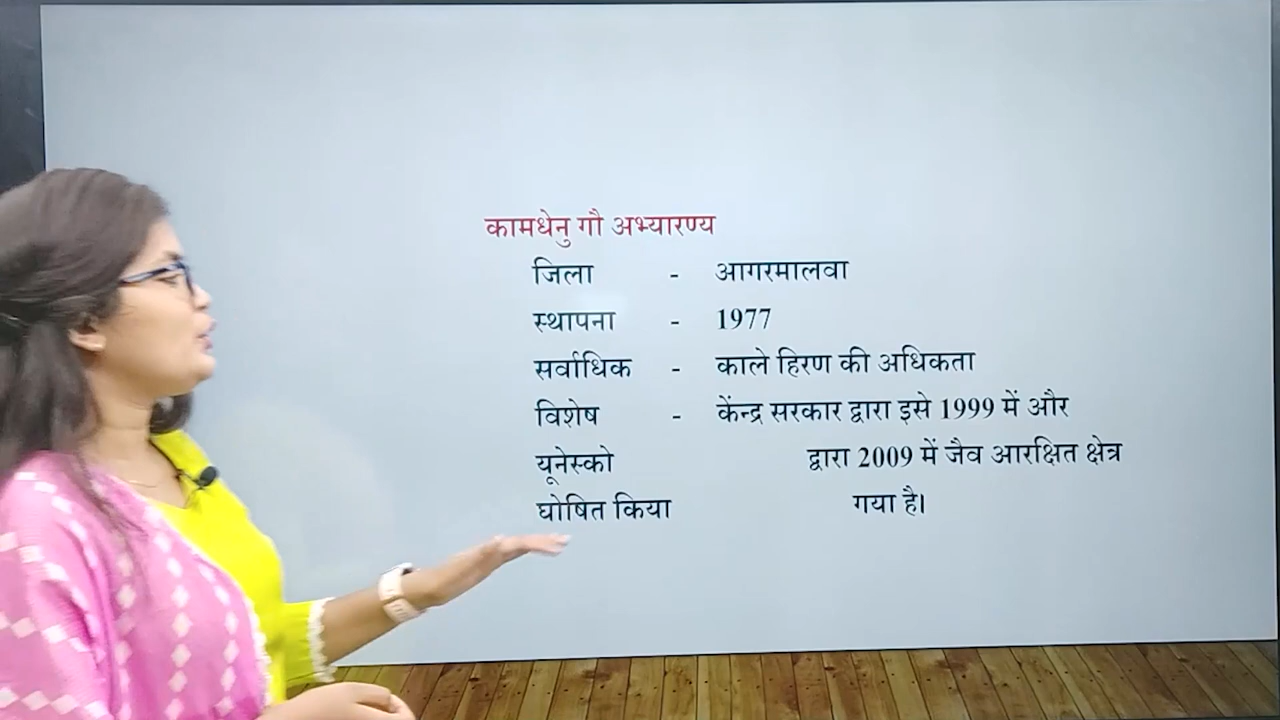 कामधेनु गौ अभ्यारण्य
जिला - आगरमालवा
स्थापना - 1977
सर्वाधिक - काले हिरण की अधिकता
विशेष - केंन्द्र सरकार द्वारा इसे 1999 में और
यूनेस्को द्वारा 2009 में जैव आरक्षित क्षेत्र
घोषित किया गया है।